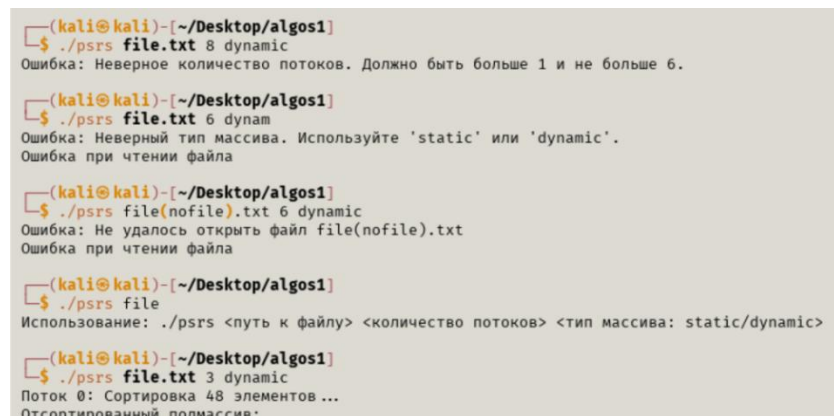 ┌──(kali㉿kali)-[~/Desktop/algos1]
└─$ ./psrs file.txt 8 dynamic
Ошибка: Неверное количество потоков. Должно быть больше 1 и не больше 6.
┌──(kali㉿kali)-[~/Desktop/algos1]
└─$ ./psrs file.txt 6 dynam
Ошибка: Неверный тип массива. Используйте 'static' или 'dynamic'.
Ошибка при чтении файла
┌──(kali㉿kali)-[~/Desktop/algos1]
└─$ ./psrs file(nofile).txt 6 dynamic
Ошибка: Не удалось открыть файл file(nofile).txt
Ошибка при чтении файла
┌──(kali㉿kali)-[~/Desktop/algos1]
└─$ ./psrs file
Использование: ./psrs <путь к файлу> <количество потоков> <тип массива: static/dynamic>
┌──(kali㉿kali)-[~/Desktop/algos1]
└─$ ./psrs file.txt 3 dynamic
Поток 0: Сортировка 48 элементов...
Отсортированный подмассив: